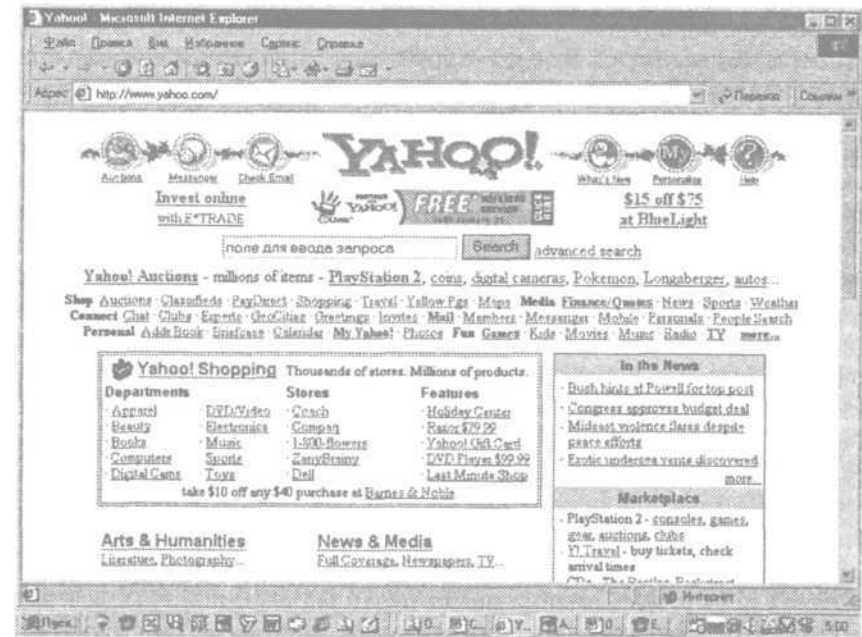 Yahoo! - Microsoft Internet Explorer
Файл Правка Вид Избранное Сервис Справка
Адрес http://www.yahoo.com/ Переход Ссылки
YAHOO!
Auctions Messenger Check Email What's New Personalize Help
Invest online
with E*TRADE
YAHOO! FREE CLICK HERE
$15 off $75
at BlueLight
поле для ввода запроса Search advanced search
Yahoo! Auctions - millions of items - PlayStation 2, coins, digital cameras, Pokemon, Longaberger, autos...
Shop Auctions · Classifieds · PayDirect · Shopping · Travel · Yellow Pgs · Maps Media Finance/Quotes · News · Sports · Weather
Connect Chat · Clubs · Experts · GeoCities · Greetings · Invites · Mail · Members · Messenger · Mobile · Personals · People Search
Personal Addr Book · Briefcase · Calendar · My Yahoo! · Photos Fun Games · Kids · Movies · Music · Radio · TV more...
Yahoo! Shopping Thousands of stores. Millions of products.
Departments Stores Features
· Apparel · DVD/Video · Coach · Holiday Center
· Beauty · Electronics · Compaq · Razor $79.99
· Books · Music · 1-800-flowers · Yahoo! Gift Card
· Computers · Sports · ZanyBrainy · DVD Player $99.99
· Digital Cams · Toys · Dell · Last Minute Shop
take $10 off any $40 purchase at Barnes & Noble
Arts & Humanities
Literature, Photography...
News & Media
Full Coverage, Newspapers, TV...
In the News
· Bush hints at Powell for top post
· Congress approves budget deal
· Mideast violence flares despite
peace efforts
· Exotic undersea vents discovered
more...
Marketplace
· PlayStation 2 - consoles, games,
gear, auctions, clubs
· Y! Travel - buy tickets, check
arrival times
Интернет
Пуск 5:00